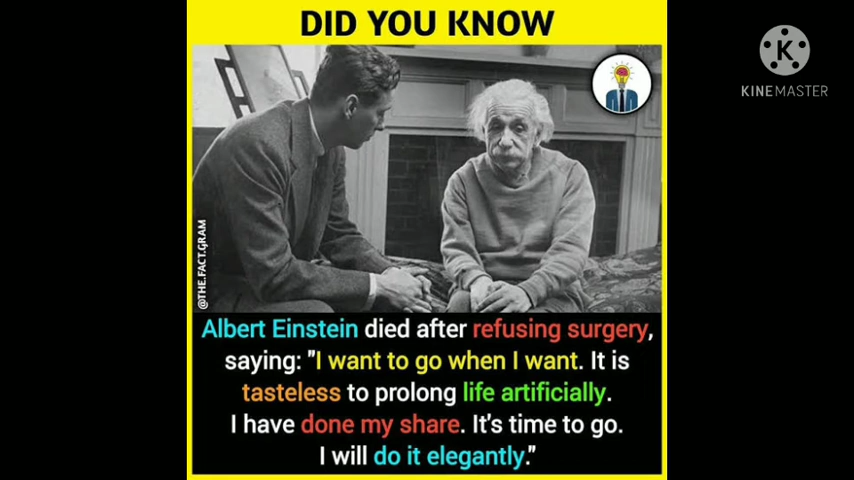 DID YOU KNOW
K
KINEMASTER
@THE.FACT.GRAM
Albert Einstein died after refusing surgery,
saying: "I want to go when I want. It is
tasteless to prolong life artificially.
I have done my share. It's time to go.
I will do it elegantly."